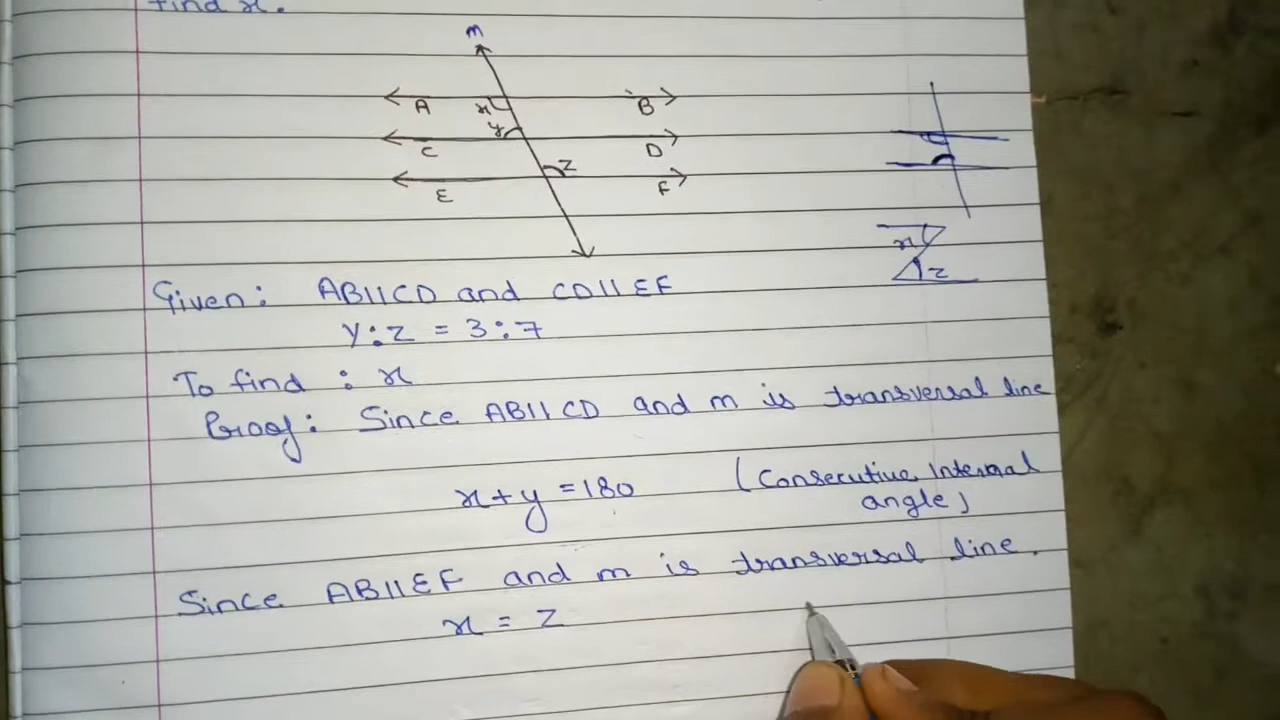 find x.
m
A B
x
y
C D
z
E F
x
z
Given: AB||CD and CD||EF
y:z = 3:7
To find : x
Proof: Since AB||CD and m is transversal line
x+y =180 (Consecutive Internal
angle)
Since AB||EF and m is transversal line.
x = z